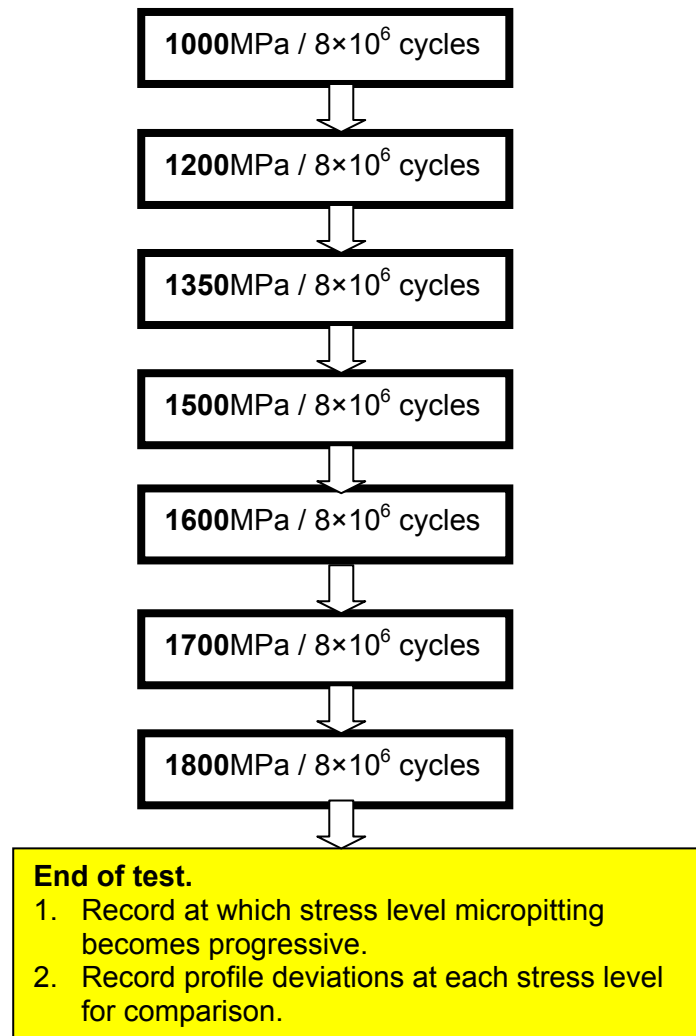 1000MPa / 8×10⁶ cycles
1200MPa / 8×10⁶ cycles
1350MPa / 8×10⁶ cycles
1500MPa / 8×10⁶ cycles
1600MPa / 8×10⁶ cycles
1700MPa / 8×10⁶ cycles
1800MPa / 8×10⁶ cycles
End of test.
1. Record at which stress level micropitting
becomes progressive.
2. Record profile deviations at each stress level
for comparison.